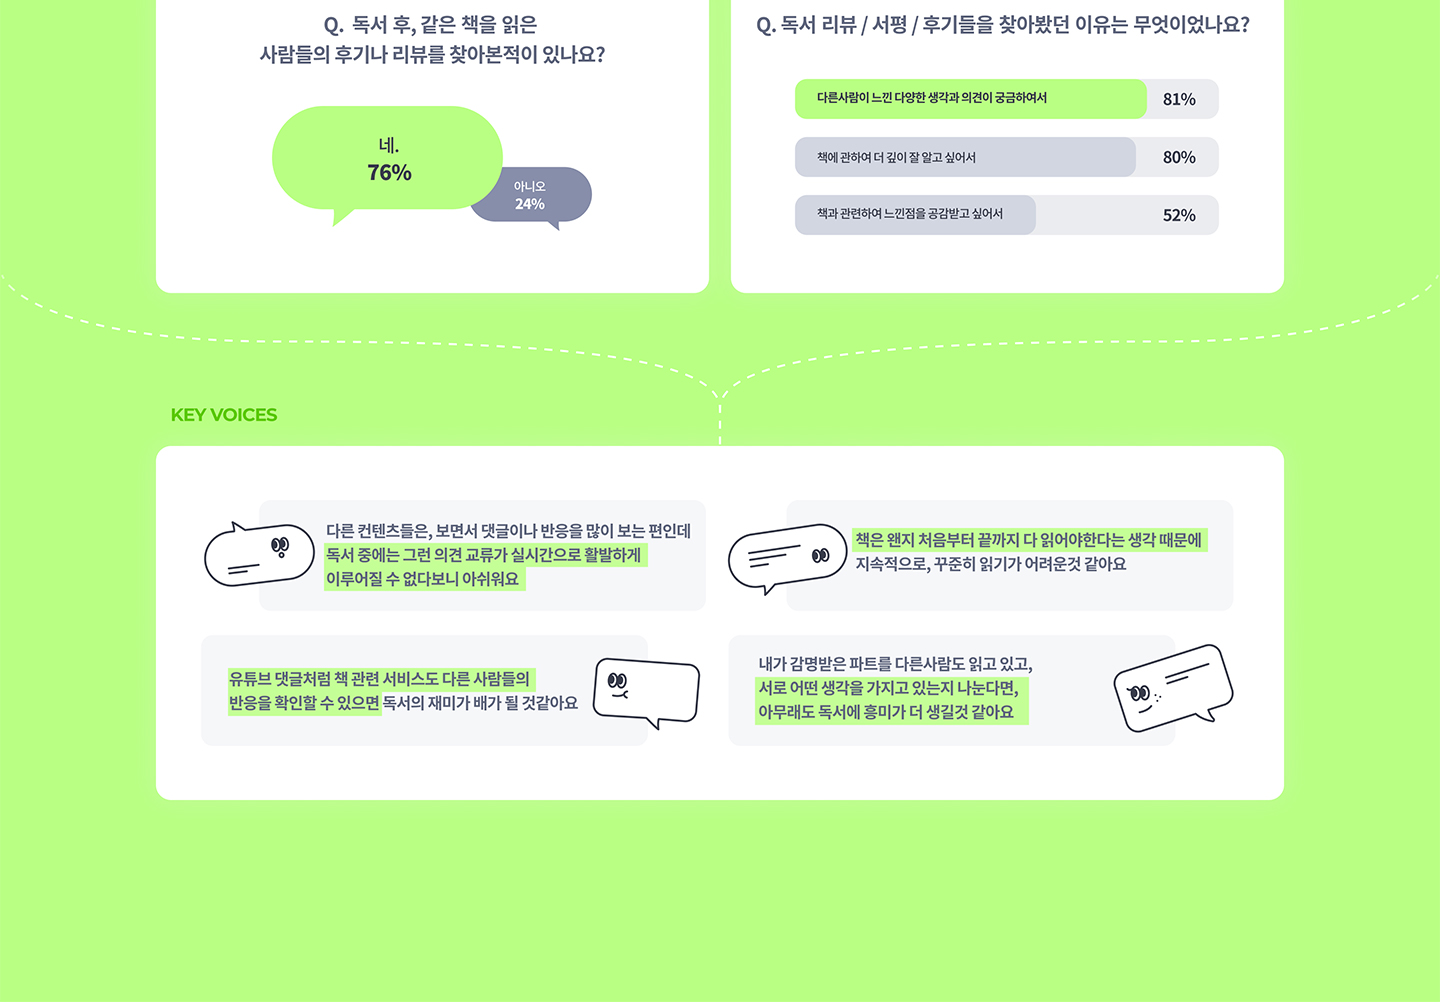 Q. 독서 후, 같은 책을 읽은
사람들의 후기나 리뷰를 찾아본적이 있나요?
네.
76%
아니오
24%
Q. 독서 리뷰 / 서평 / 후기들을 찾아봤던 이유는 무엇이었나요?
다른사람이 느낀 다양한 생각과 의견이 궁금하여서
81%
책에 관하여 더 깊이 잘 알고 싶어서
80%
책과 관련하여 느낀점을 공감받고 싶어서
52%
KEY VOICES
다른 컨텐츠들은, 보면서 댓글이나 반응을 많이 보는 편인데
독서 중에는 그런 의견 교류가 실시간으로 활발하게
이루어질 수 없다보니 아쉬워요
책은 왠지 처음부터 끝까지 다 읽어야한다는 생각 때문에
지속적으로, 꾸준히 읽기가 어려운것 같아요
유튜브 댓글처럼 책 관련 서비스도 다른 사람들의
반응을 확인할 수 있으면 독서의 재미가 배가 될 것같아요
내가 감명받은 파트를 다른사람도 읽고 있고,
서로 어떤 생각을 가지고 있는지 나눈다면,
아무래도 독서에 흥미가 더 생길것 같아요